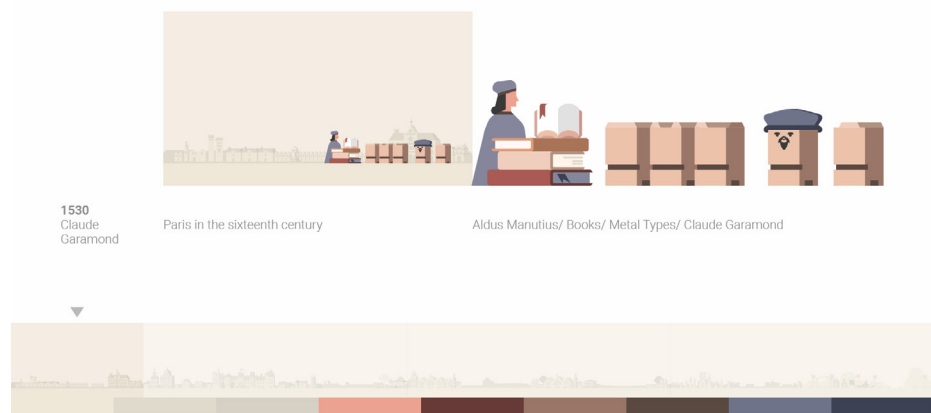 1530
Claude
Garamond
Paris in the sixteenth century
Aldus Manutius/ Books/ Metal Types/ Claude Garamond